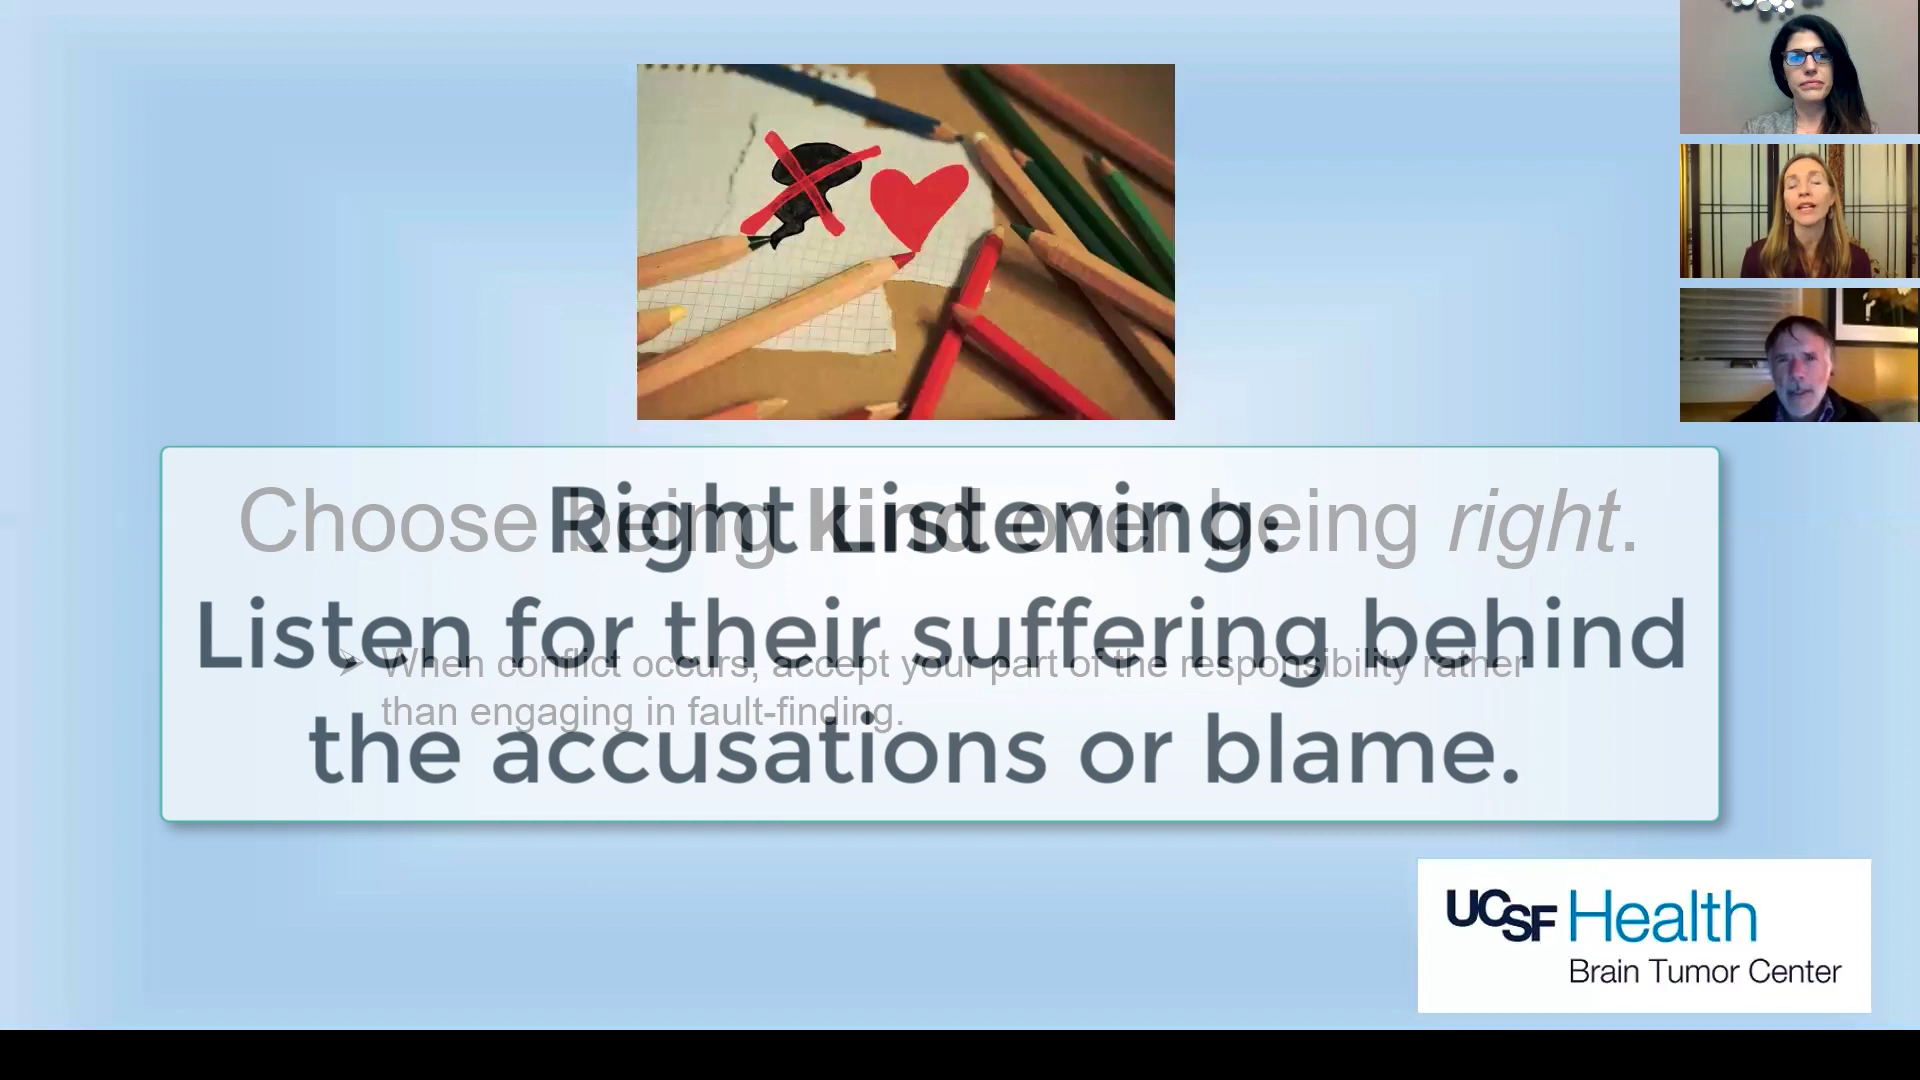 Choose being kind over being right.
When conflict occurs, accept your part of the responsibility rather
than engaging in fault-finding.
Right Listening:
Listen for their suffering behind
the accusations or blame.
UCSF Health
Brain Tumor Center